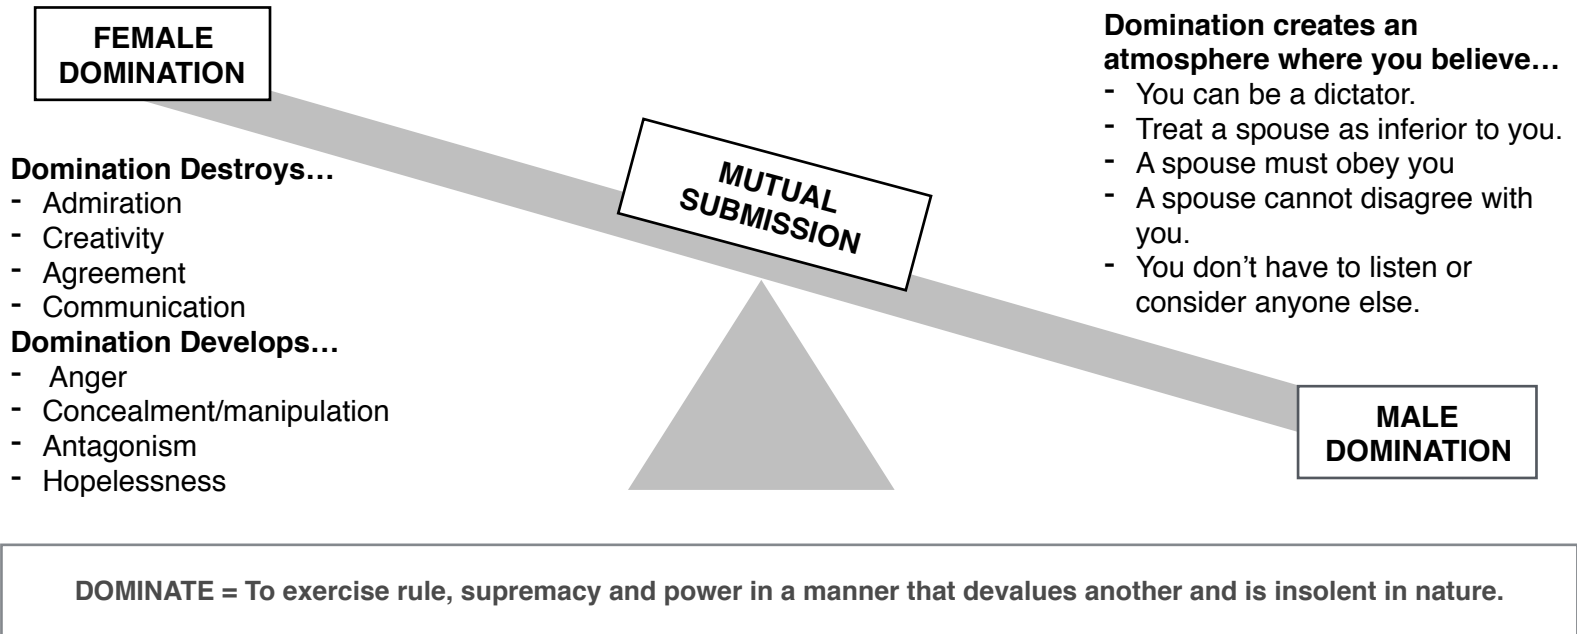 FEMALE
DOMINATION
Domination Destroys…
- Admiration
- Creativity
- Agreement
- Communication
Domination Develops…
- Anger
- Concealment/manipulation
- Antagonism
- Hopelessness
MUTUAL
SUBMISSION
Domination creates an
atmosphere where you believe…
- You can be a dictator.
- Treat a spouse as inferior to you.
- A spouse must obey you
- A spouse cannot disagree with
you.
- You don’t have to listen or
consider anyone else.
MALE
DOMINATION
DOMINATE = To exercise rule, supremacy and power in a manner that devalues another and is insolent in nature.